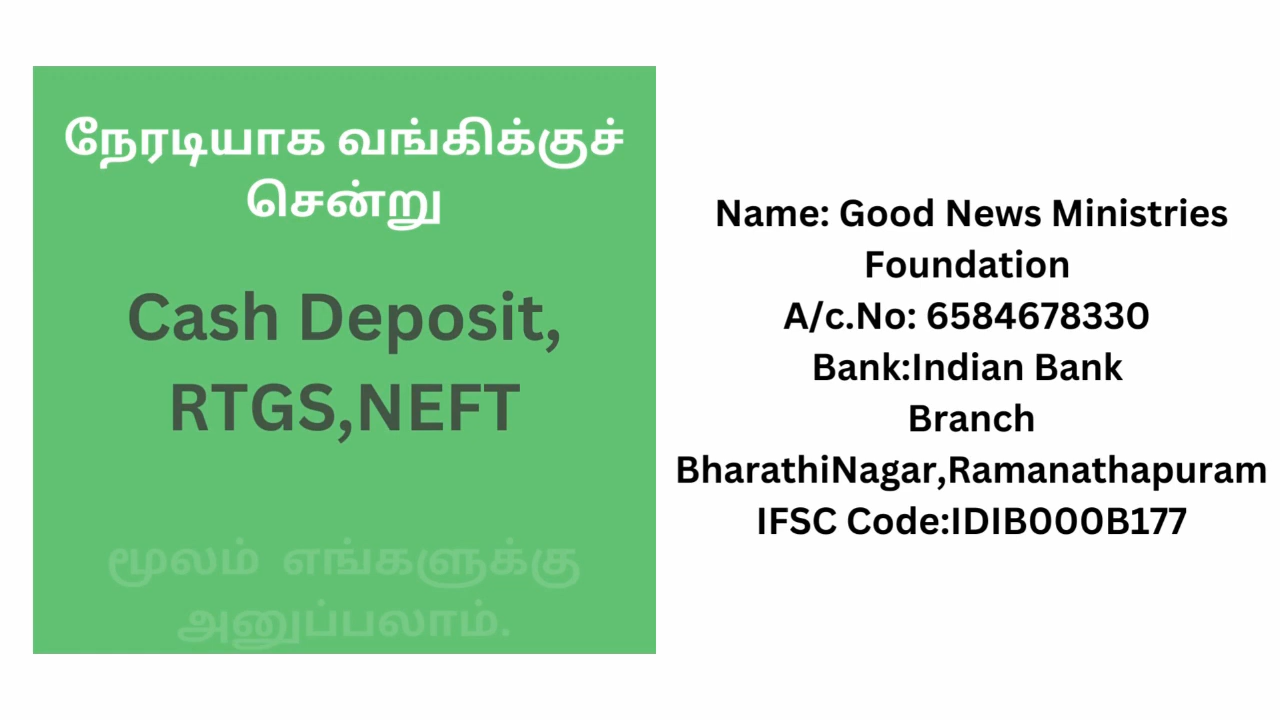 நேரடியாக வங்கிக்குச்
சென்று
Cash Deposit,
RTGS,NEFT
மூலம் எங்களுக்கு
அனுப்பலாம்.
Name: Good News Ministries
Foundation
A/c.No: 6584678330
Bank:Indian Bank
Branch
BharathiNagar,Ramanathapuram
IFSC Code:IDIB000B177